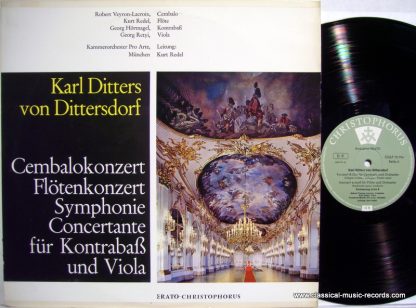 Robert Veyron-Lacroix, Cembalo
Kurt Redel, Flöte
Georg Hörtnagel, Kontrabaß
Georg Retyi, Viola
Kammerorchester Pro Arte, Leitung:
München Kurt Redel
Karl Ditters
von Dittersdorf
Cembalokonzert
Flötenkonzert
Symphonie
Concertante
für Kontrabaß
und Viola
ERATO-CHRISTOPHORUS
CHRISTOPHORUS
Karl Ditters von Dittersdorf
www.classical-music-records.com